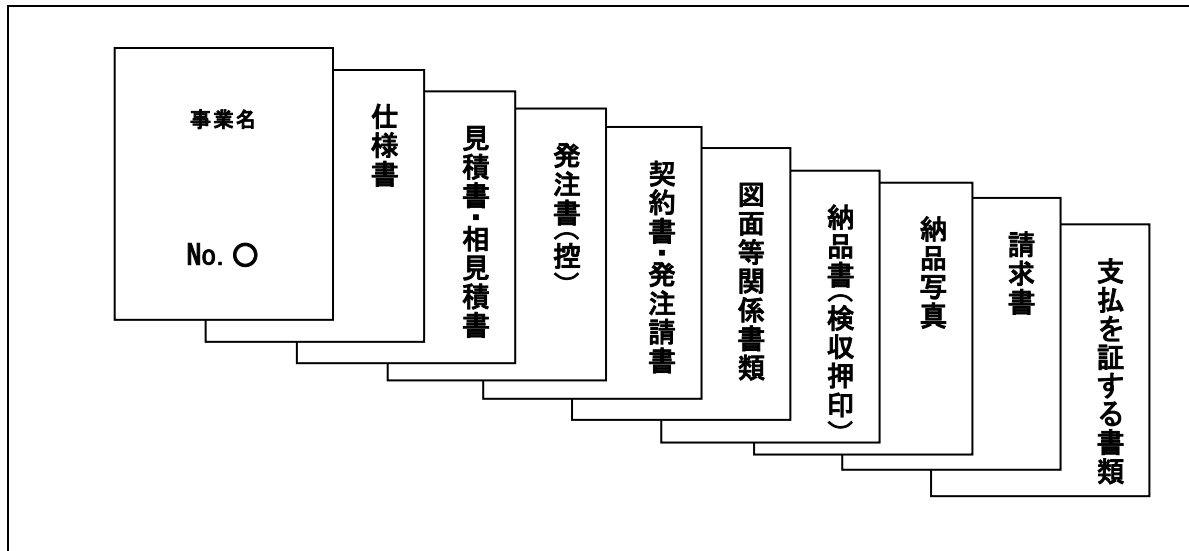 事業名
No. ○
仕様書
見積書・相見積書
発注書(控)
契約書・発注請書
図面等関係書類
納品書(検収押印)
納品写真
請求書
支払を証する書類